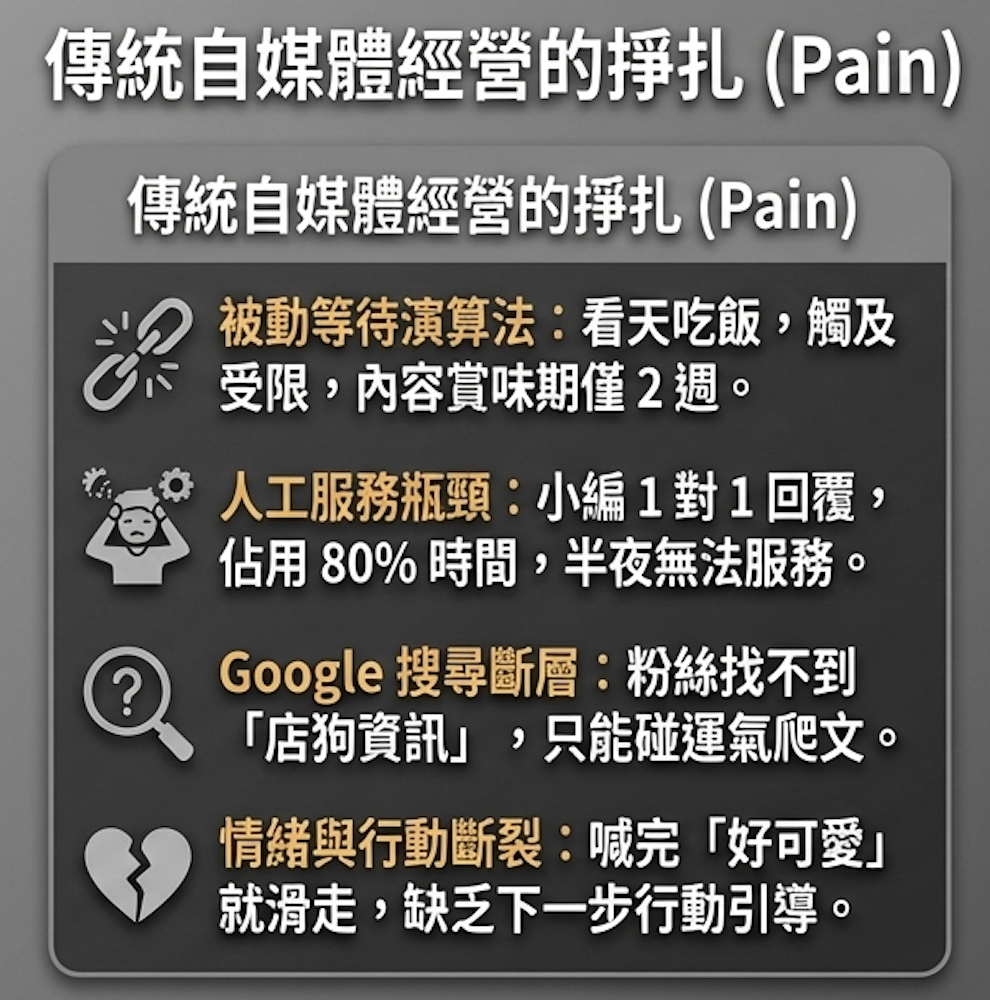 傳統自媒體經營的掙扎 (Pain)
傳統自媒體經營的掙扎 (Pain)
被動等待演算法：看天吃飯，觸及
受限，內容賞味期僅 2 週。
人工服務瓶頸：小編 1 對 1 回覆，
佔用 80% 時間，半夜無法服務。
Google 搜尋斷層：粉絲找不到
「店狗資訊」，只能碰運氣爬文。
情緒與行動斷裂：喊完「好可愛」
就滑走，缺乏下一步行動引導。